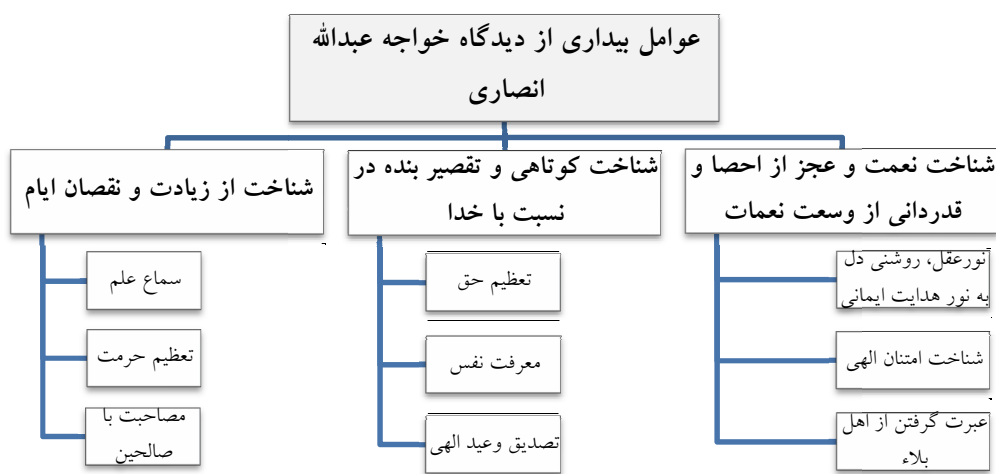 عوامل بیداری از دیدگاه خواجه عبدالله
انصاری
شناخت نعمت و عجز از احصا و
قدردانی از وسعت نعمات
نورعقل، روشنی دل
به نور هدایت ایمانی
شناخت امتنان الهی
عبرت گرفتن از اهل
بلاء
شناخت کوتاهی و تقصیر بنده در
نسبت با خدا
تعظیم حق
معرفت نفس
تصدیق وعید الهی
شناخت از زیادت و نقصان ایام
سماع علم
تعظیم حرمت
مصاحبت با
صالحین